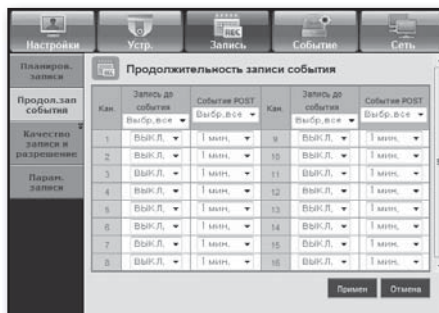 Настройки Устр. Запись Событие Сеть
REC
Планиров. записи
Продол.зап события
Качество записи и разрешение
Парам. записи
Продолжительность записи события
Кан. Запись до события Событие POST Кан. Запись до события Событие POST
Выбр.все Выбр.все Выбр.все Выбр.все
1 ВЫКЛ. 1 мин. 9 ВЫКЛ. 1 мин.
2 ВЫКЛ. 1 мин. 10 ВЫКЛ. 1 мин.
3 ВЫКЛ. 1 мин. 11 ВЫКЛ. 1 мин.
4 ВЫКЛ. 1 мин. 12 ВЫКЛ. 1 мин.
5 ВЫКЛ. 1 мин. 13 ВЫКЛ. 1 мин.
6 ВЫКЛ. 1 мин. 14 ВЫКЛ. 1 мин.
7 ВЫКЛ. 1 мин. 15 ВЫКЛ. 1 мин.
8 ВЫКЛ. 1 мин. 16 ВЫКЛ. 1 мин.
Примен Отмена